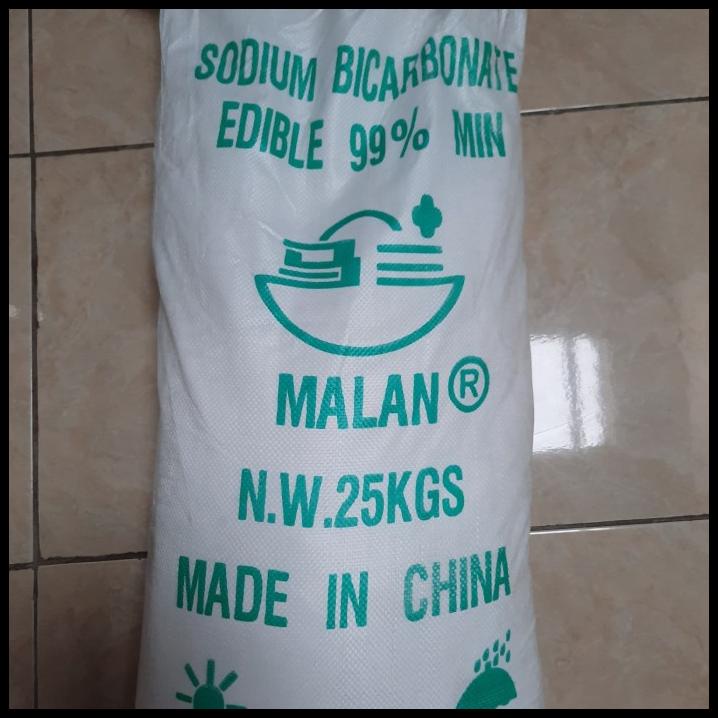 SODIUM BICARBONATE
EDIBLE 99% MIN
MALAN®
N.W.25KGS
MADE IN CHINA